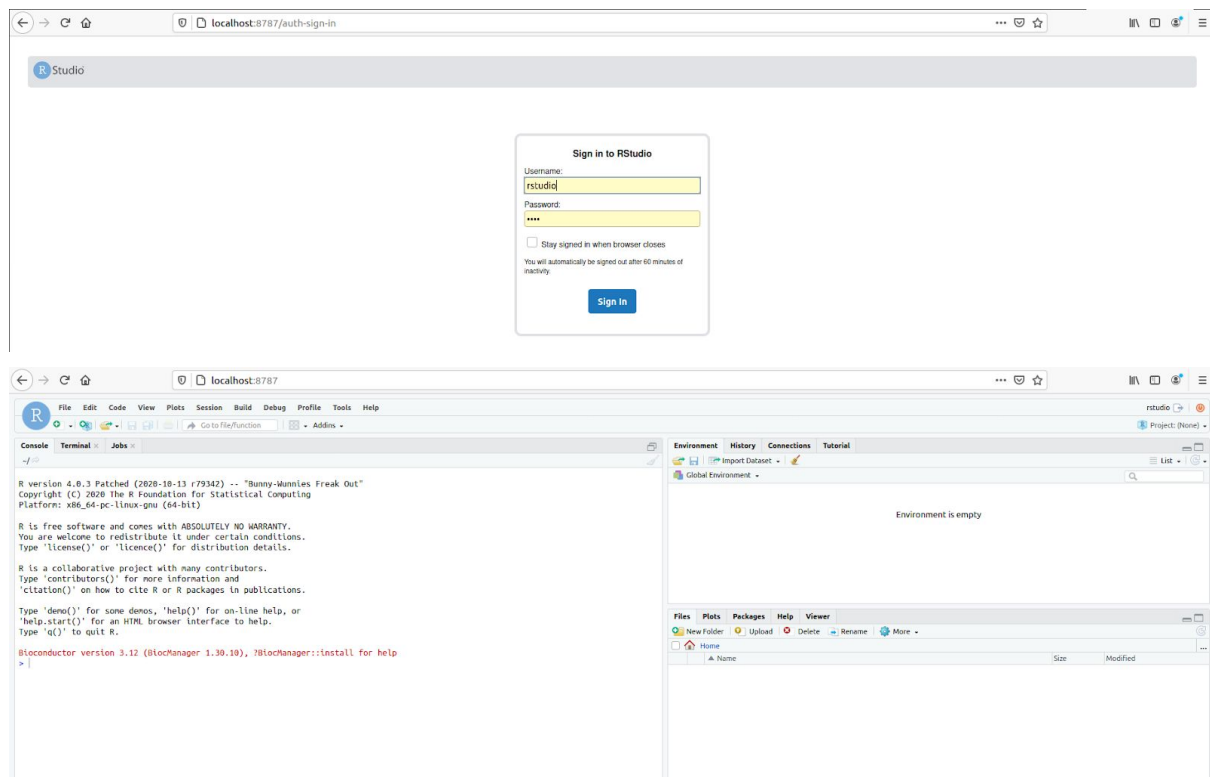 localhost:8787/auth-sign-in
R Studio
Sign in to RStudio
Username:
rstudio
Password:
••••
Stay signed in when browser closes
You will automatically be signed out after 60 minutes of
inactivity.
Sign In
localhost:8787
R
File Edit Code View Plots Session Build Debug Profile Tools Help
rstudio
Go to file/function Addins
Project: (None)
Console Terminal Jobs
~/
version 4.0.3 Patched (2020-10-13 r79342) -- "Bunny-Wunnies Freak Out"
Copyright (C) 2020 The R Foundation for Statistical Computing
Platform: x86_64-pc-linux-gnu (64-bit)
R is free software and comes with ABSOLUTELY NO WARRANTY.
You are welcome to redistribute it under certain conditions.
Type 'license()' or 'licence()' for distribution details.
R is a collaborative project with many contributors.
Type 'contributors()' for more information and
'citation()' on how to cite R or R packages in publications.
Type 'demo()' for some demos, 'help()' for on-line help, or
'help.start()' for an HTML browser interface to help.
Type 'q()' to quit R.
Bioconductor version 3.12 (BiocManager 1.30.10), ?BiocManager::install for help
>
Environment History Connections Tutorial
Import Dataset
List
Global Environment
Environment is empty
Files Plots Packages Help Viewer
New Folder Upload Delete Rename More
Home
...
Name Size Modified